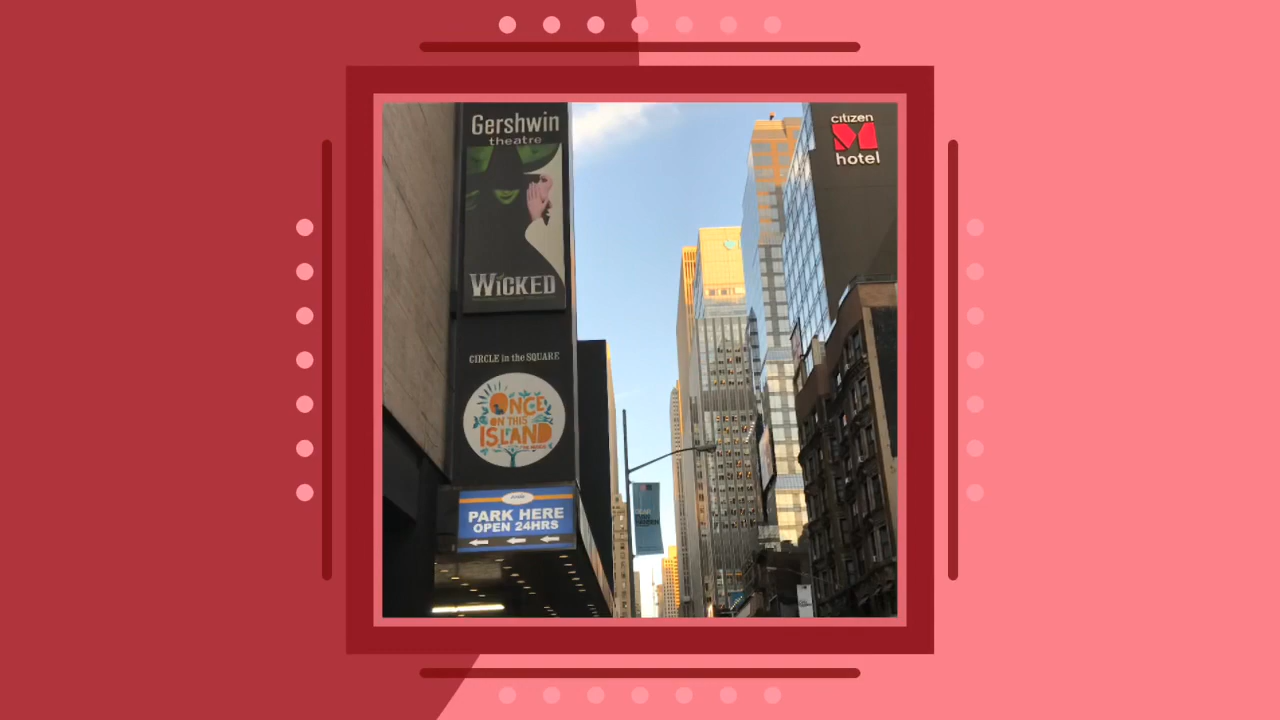 Gershwin
theatre
WICKED
CIRCLE in the SQUARE
ONCE
ON THIS
ISLAND
PARK HERE
OPEN 24HRS
citizen
M
hotel